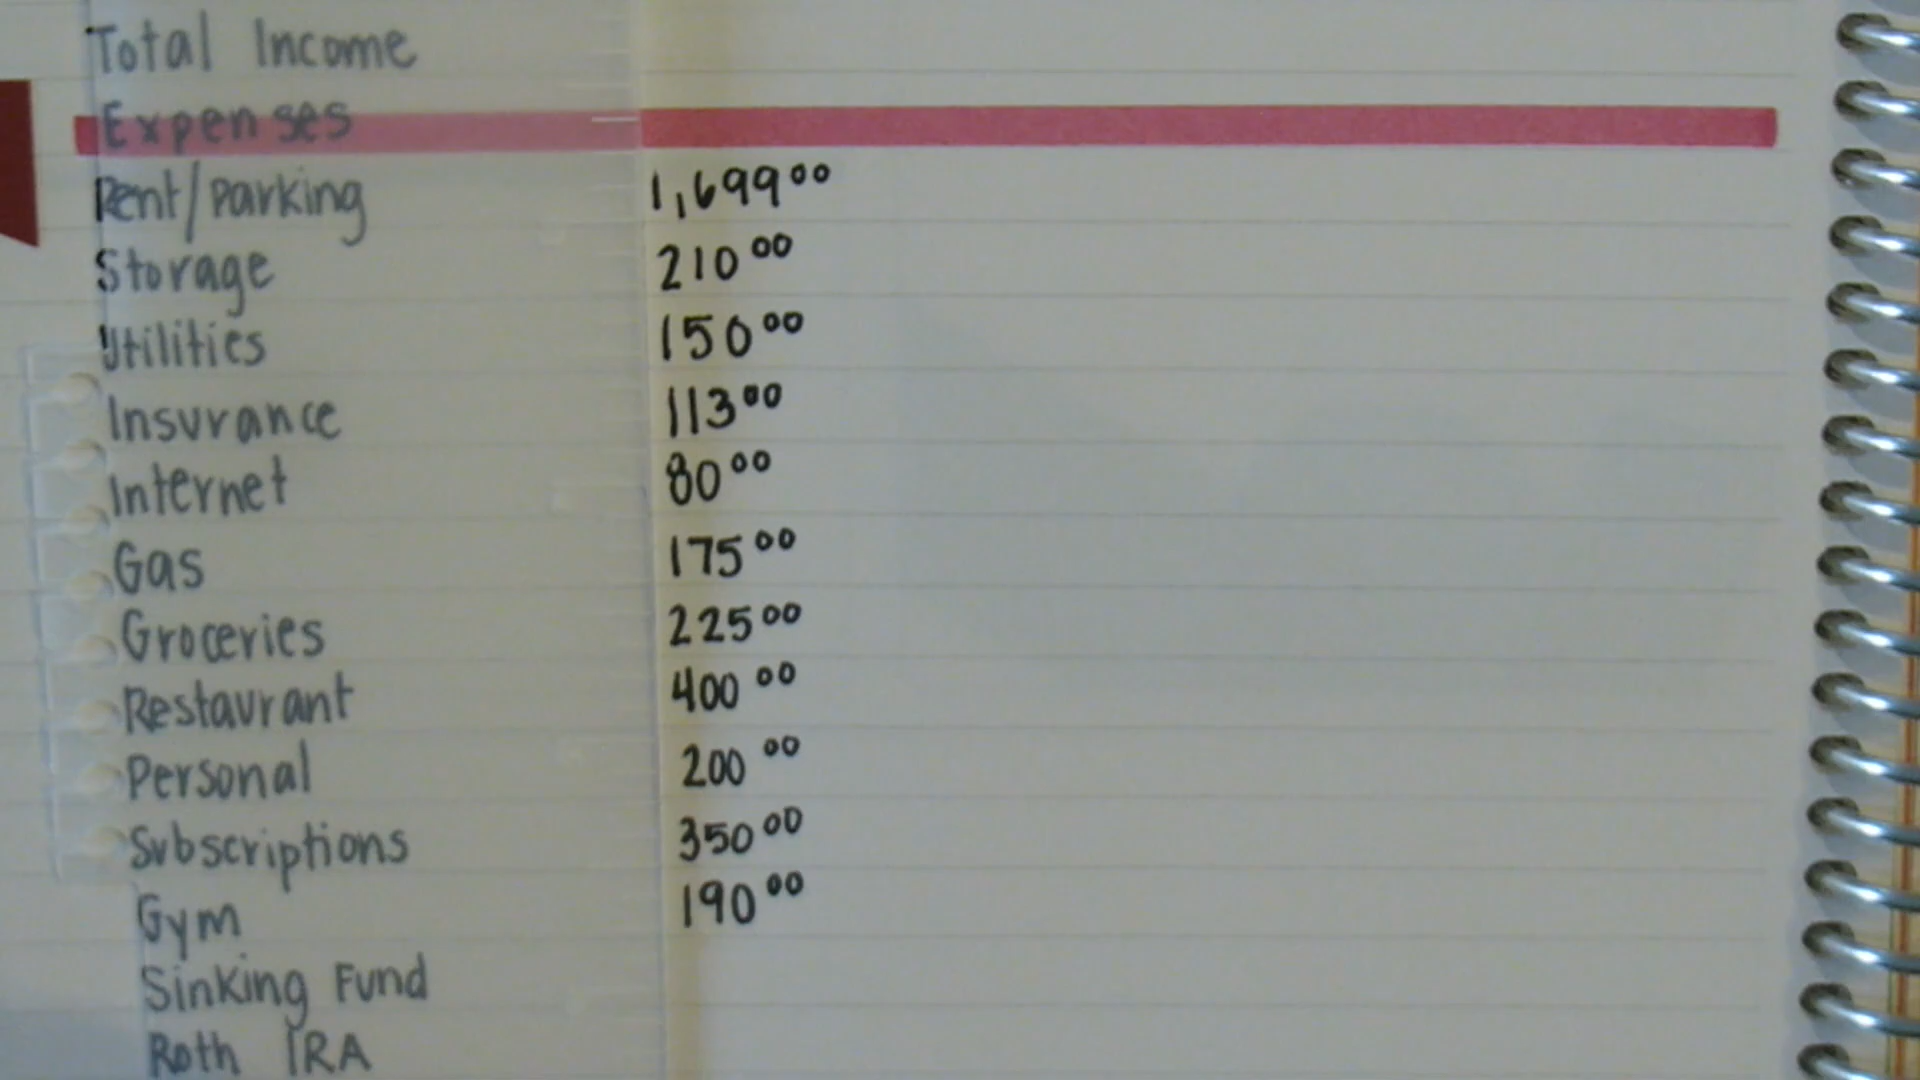 Total Income
Expenses
Rent/parking 1,699 00
Storage 210 00
Utilities 150 00
Insurance 113 00
Internet 80 00
Gas 175 00
Groceries 225 00
Restaurant 400 00
Personal 200 00
Subscriptions 350 00
Gym 190 00
Sinking Fund
Roth IRA